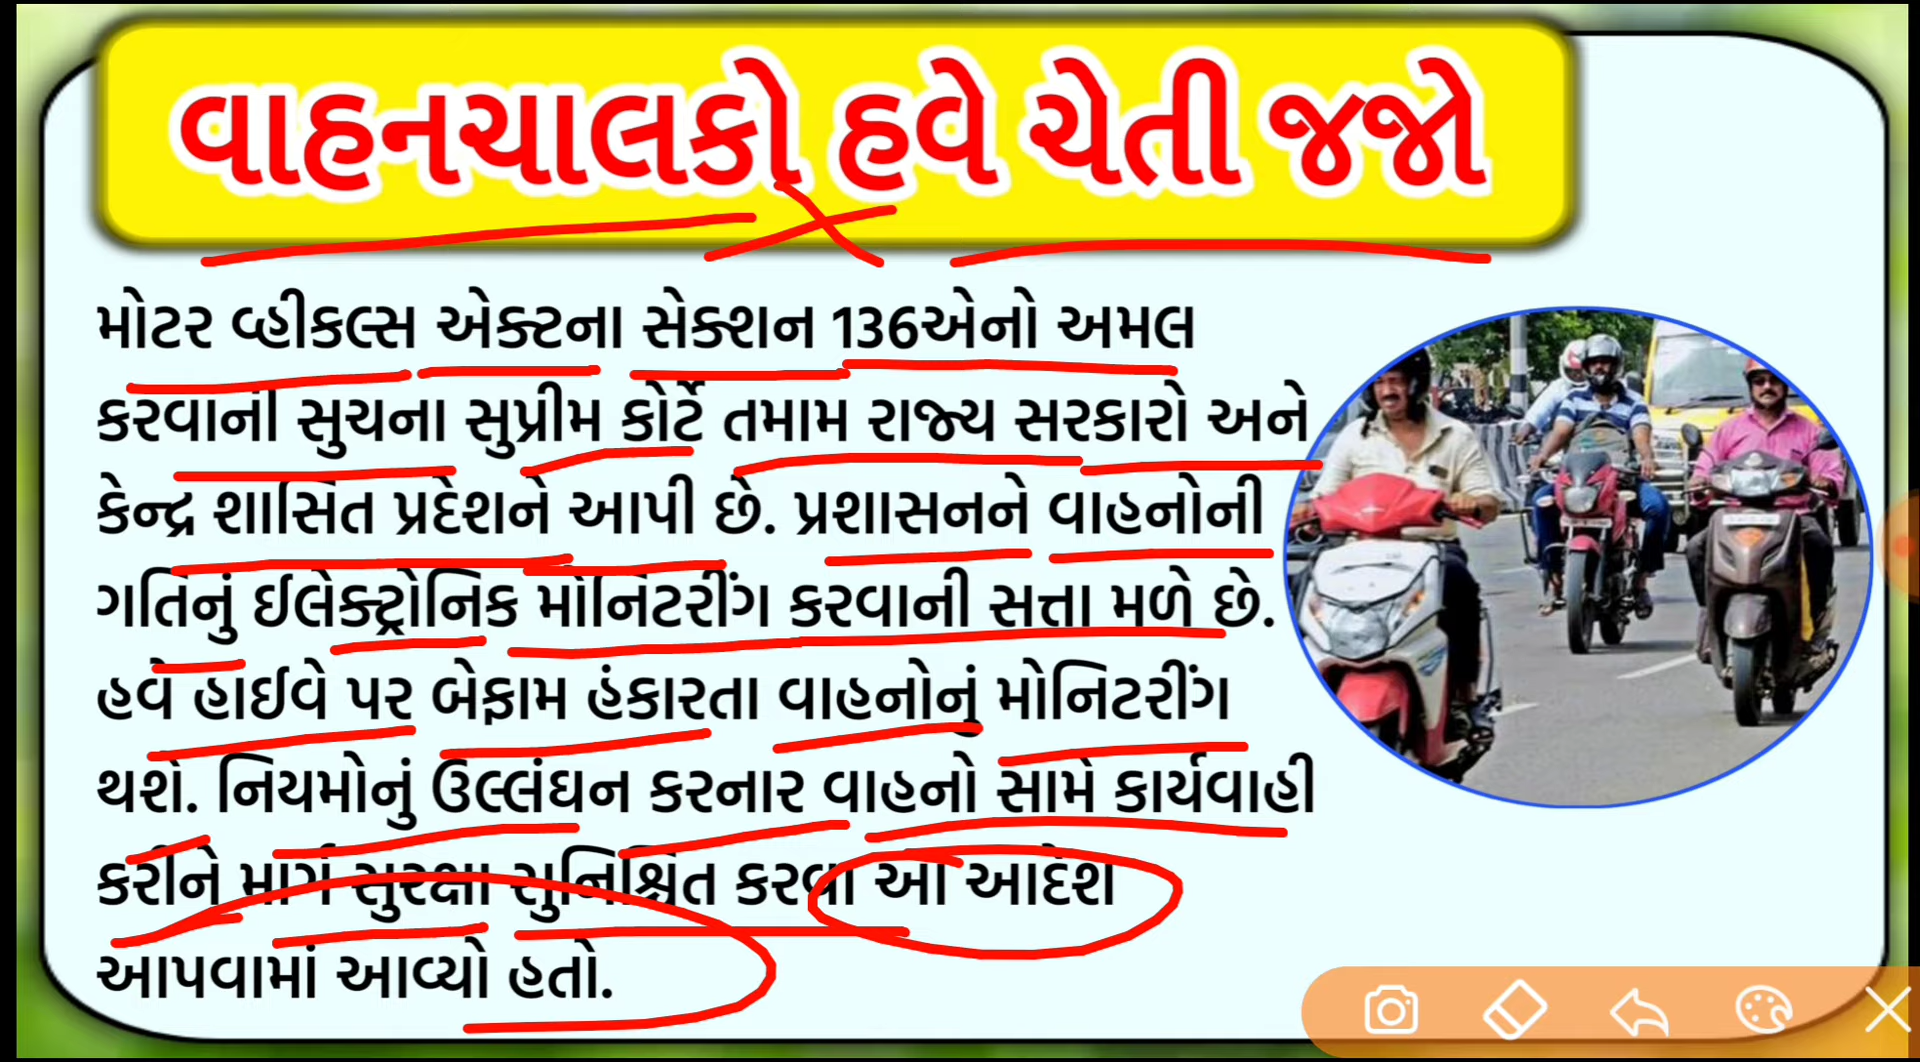 વાહનચાલકો હવે ચેતી જજો
મોટર વ્હીકલ્સ એક્ટના સેક્શન 136એનો અમલ
કરવાની સુચના સુપ્રીમ કોર્ટે તમામ રાજ્ય સરકારો અને
કેન્દ્ર શાસિત પ્રદેશને આપી છે. પ્રશાસનને વાહનોની
ગતિનું ઈલેક્ટ્રોનિક મોનિટરીંગ કરવાની સત્તા મળે છે.
હવે હાઈવે પર બેફામ હંકારતા વાહનોનું મોનિટરીંગ
થશે. નિયમોનું ઉલ્લંઘન કરનાર વાહનો સામે કાર્યવાહી
કરીને માર્ગ સુરક્ષા સુનિશ્ચિત કરવા આ આદેશ
આપવામાં આવ્યો હતો.